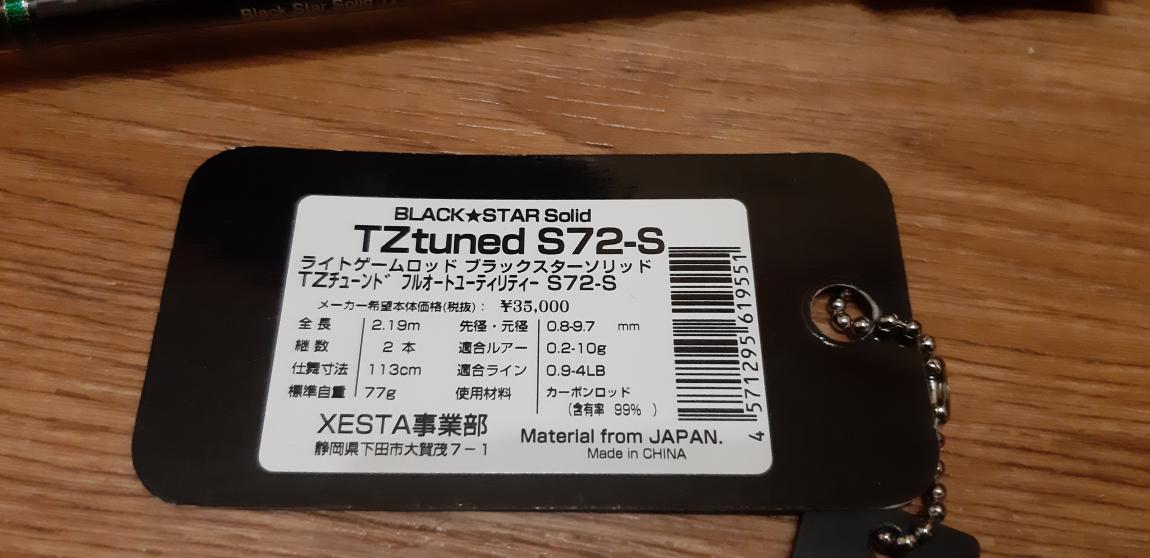 Black Star Solid
BLACK★STAR Solid
TZtuned S72-S
ライトゲームロッド ブラックスターソリッド
TZチューンド フルオートユーティリティー S72-S
メーカー希望本体価格(税抜)： ¥35,000
全長 2.19m 先径・元径 0.8-9.7 mm
継数 2 本 適合ルアー 0.2-10g
仕舞寸法 113cm 適合ライン 0.9-4LB
標準自重 77g 使用材料 カーボンロッド
(含有率 99% )
XESTA事業部
静岡県下田市大賀茂7-1
Material from JAPAN.
Made in CHINA
4 571295 619551